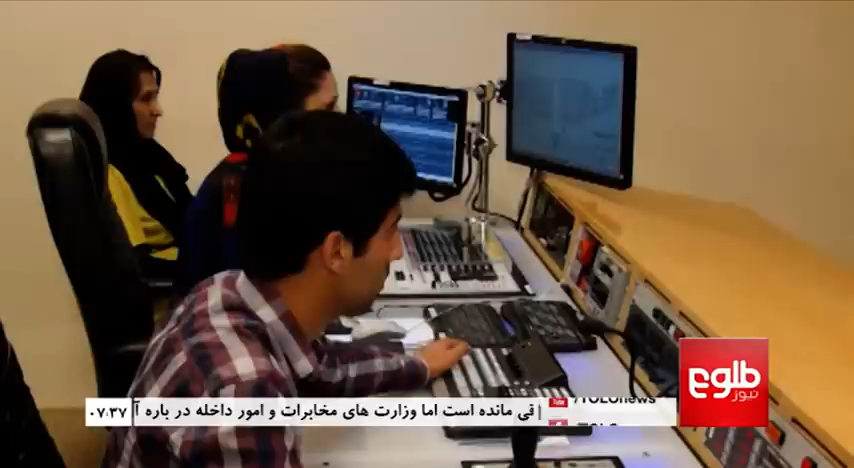 طلوع
نیوز
/TOLOnews
۰۷:۳۷
قی مانده است اما وزارت های مخابرات و امور داخله در باره آ